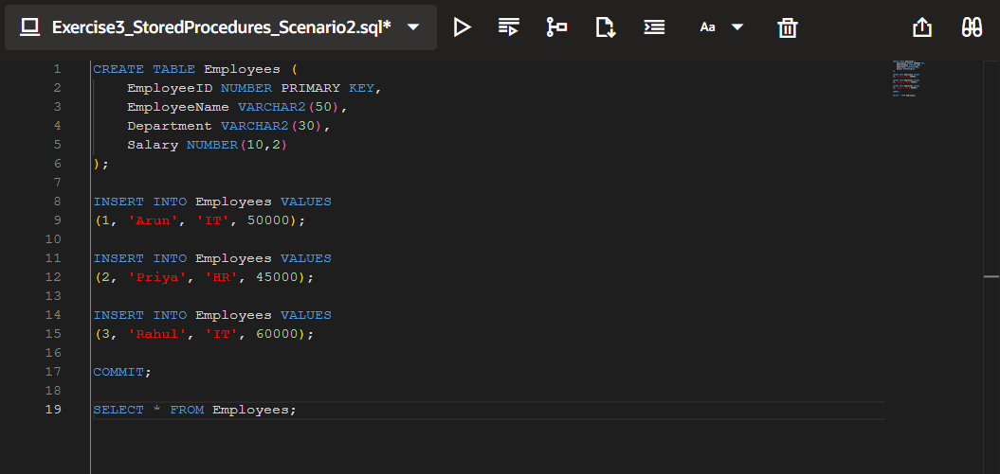 Exercise3_StoredProcedures_Scenario2.sql*
Aa
1 CREATE TABLE Employees (
2     EmployeeID NUMBER PRIMARY KEY,
3     EmployeeName VARCHAR2(50),
4     Department VARCHAR2(30),
5     Salary NUMBER(10,2)
6 );
7
8 INSERT INTO Employees VALUES
9 (1, 'Arun', 'IT', 50000);
10
11 INSERT INTO Employees VALUES
12 (2, 'Priya', 'HR', 45000);
13
14 INSERT INTO Employees VALUES
15 (3, 'Rahul', 'IT', 60000);
16
17 COMMIT;
18
19 SELECT * FROM Employees;